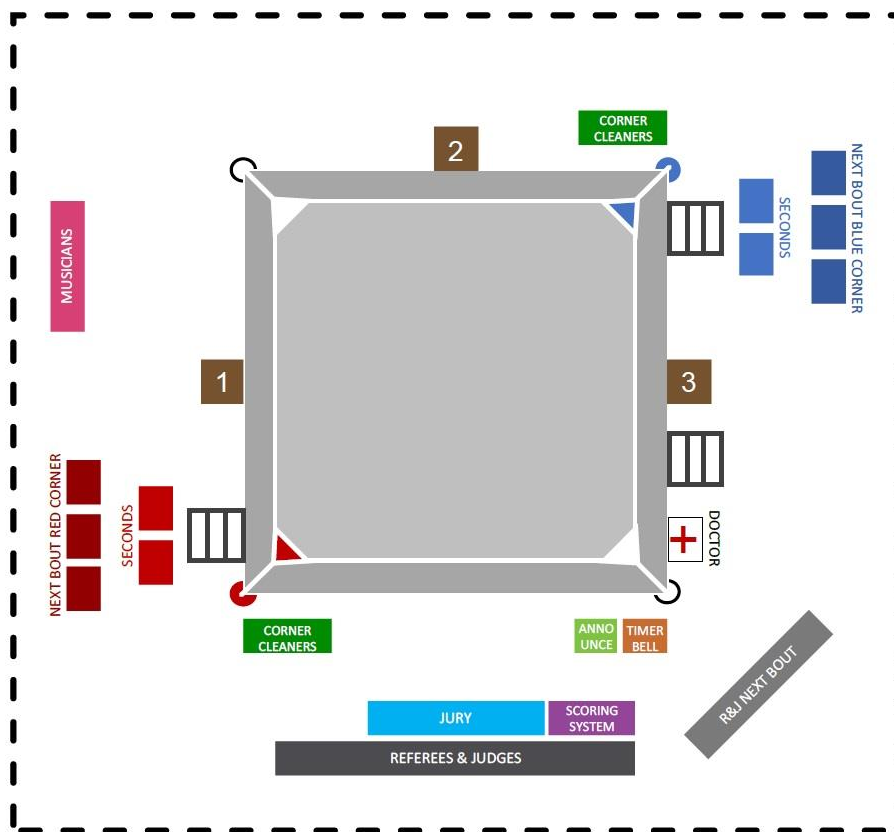 CORNER
CLEANERS
2
NEXT BOUT BLUE CORNER
SECONDS
MUSICIANS
1
3
NEXT BOUT RED CORNER
SECONDS
DOCTOR
CORNER
CLEANERS
ANNO
UNCE
TIMER
BELL
R&J NEXT BOUT
JURY
SCORING
SYSTEM
REFEREES & JUDGES